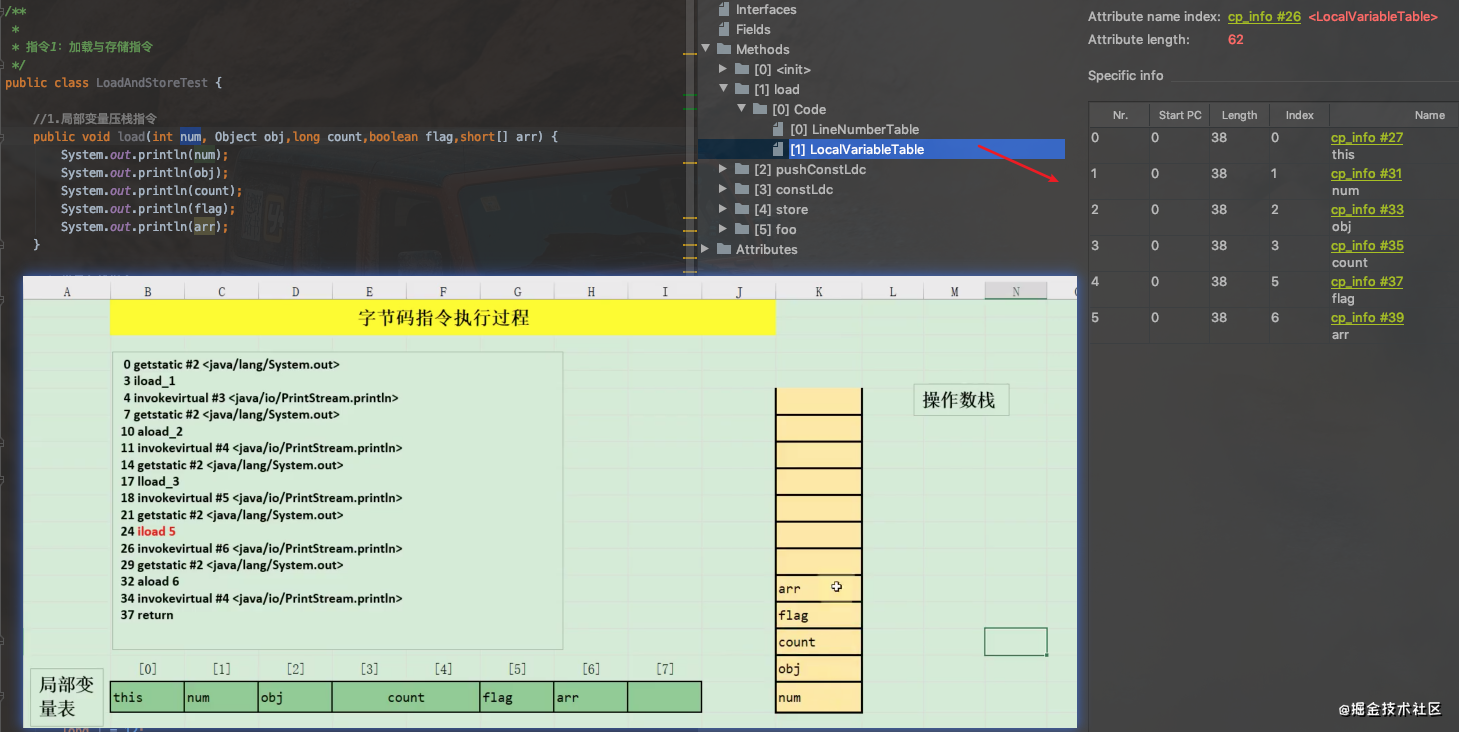 /**
*
* 指令1：加载与存储指令
*/
public class LoadAndStoreTest {
//1.局部变量压栈指令
public void load(int num, Object obj,long count,boolean flag,short[] arr) {
System.out.println(num);
System.out.println(obj);
System.out.println(count);
System.out.println(flag);
System.out.println(arr);
}
Interfaces
Fields
Methods
[0] <init>
[1] load
[0] Code
[0] LineNumberTable
[1] LocalVariableTable
[2] pushConstLdc
[3] constLdc
[4] store
[5] foo
Attributes
Attribute name index: cp_info #26 <LocalVariableTable>
Attribute length: 62
Specific info
Nr. Start PC Length Index Name
0 0 38 0 cp_info #27
this
1 0 38 1 cp_info #31
num
2 0 38 2 cp_info #33
obj
3 0 38 3 cp_info #35
count
4 0 38 5 cp_info #37
flag
5 0 38 6 cp_info #39
arr
A B C D E F G H I J K L M N
字节码指令执行过程
0 getstatic #2 <java/lang/System.out>
3 iload_1
4 invokevirtual #3 <java/io/PrintStream.println>
7 getstatic #2 <java/lang/System.out>
10 aload_2
11 invokevirtual #4 <java/io/PrintStream.println>
14 getstatic #2 <java/lang/System.out>
17 lload_3
18 invokevirtual #5 <java/io/PrintStream.println>
21 getstatic #2 <java/lang/System.out>
24 iload 5
26 invokevirtual #6 <java/io/PrintStream.println>
29 getstatic #2 <java/lang/System.out>
32 aload 6
34 invokevirtual #4 <java/io/PrintStream.println>
37 return
操作数栈
arr
flag
count
obj
num
[0] [1] [2] [3] [4] [5] [6] [7]
局部变
量表
this num obj count flag arr
@掘金技术社区